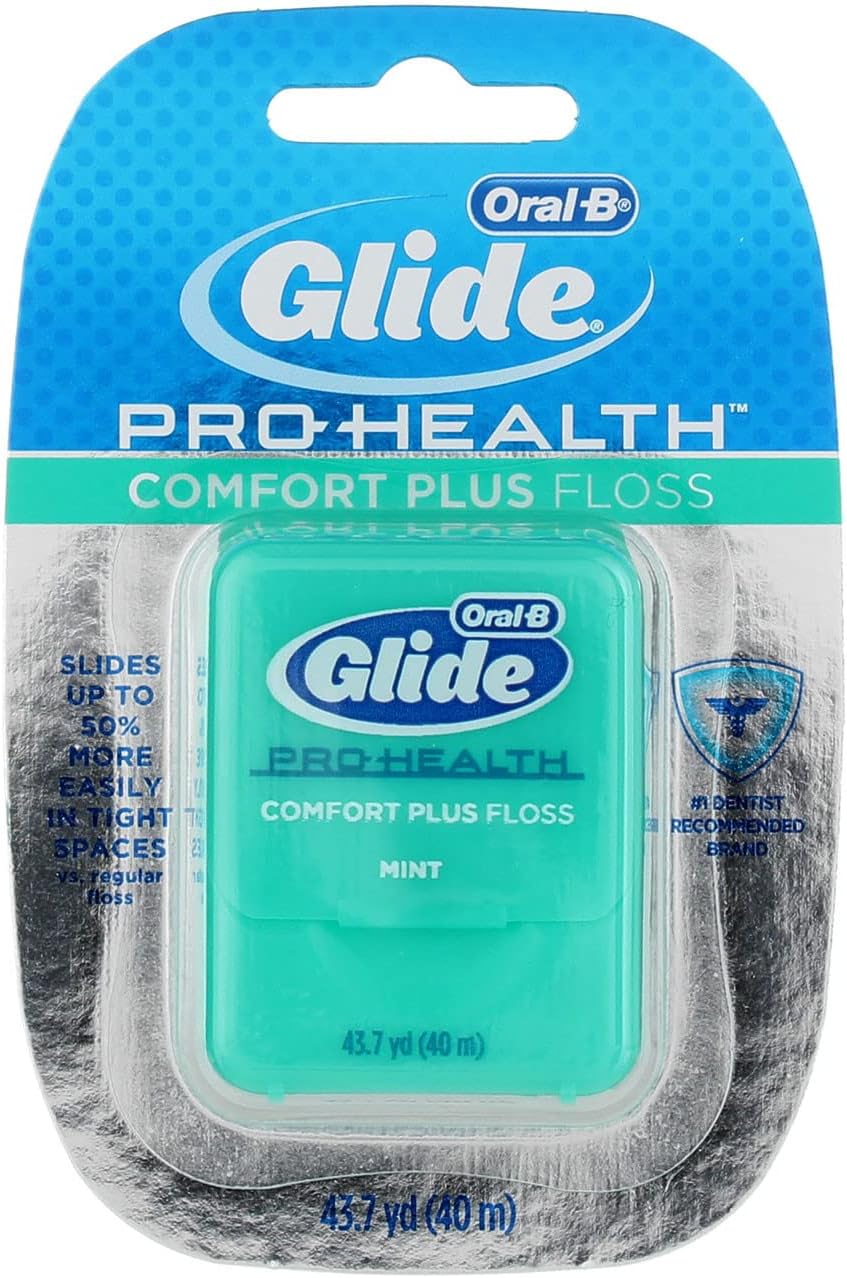 Oral-B®
Glide®
PRO-HEALTH™
COMFORT PLUS FLOSS
SLIDES
UP TO
50%
MORE
EASILY
IN TIGHT
SPACES
vs. regular
floss
Oral-B
Glide
PRO-HEALTH
COMFORT PLUS FLOSS
MINT
43.7 yd (40 m)
#1 DENTIST
RECOMMENDED
BRAND
43.7 yd (40 m)